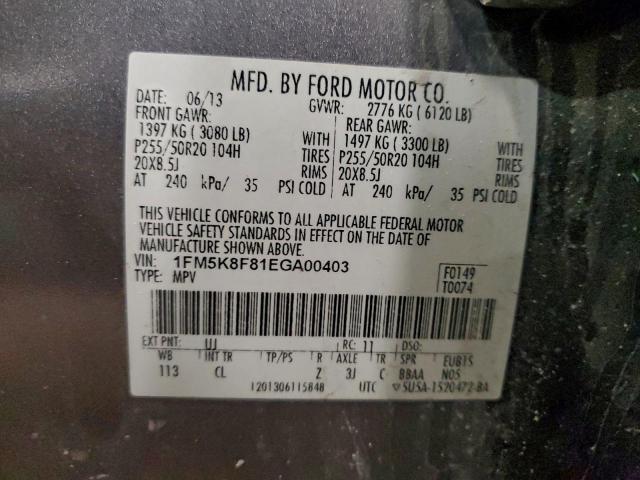 MFD. BY FORD MOTOR CO.
DATE: 06/13 GVWR: 2776 KG ( 6120 LB)
FRONT GAWR: REAR GAWR:
1397 KG ( 3080 LB) WITH 1497 KG ( 3300 LB) WITH
P255/50R20 104H TIRES P255/50R20 104H TIRES
20X8.5J RIMS 20X8.5J RIMS
AT 240 kPa/ 35 PSI COLD AT 240 kPa/ 35 PSI COLD
THIS VEHICLE CONFORMS TO ALL APPLICABLE FEDERAL MOTOR
VEHICLE SAFETY STANDARDS IN EFFECT ON THE DATE OF
MANUFACTURE SHOWN ABOVE.
VIN: 1FM5K8F81EGA00403 F0149
TYPE: MPV T0074
EXT PNT: UJ RC: 11 DSO:
WB INT TR TP/PS R AXLE TR SPR EUB15
113 CL Z 3J C BBAA N05
1201306115848 UTC ▽5USA-1520472-BA